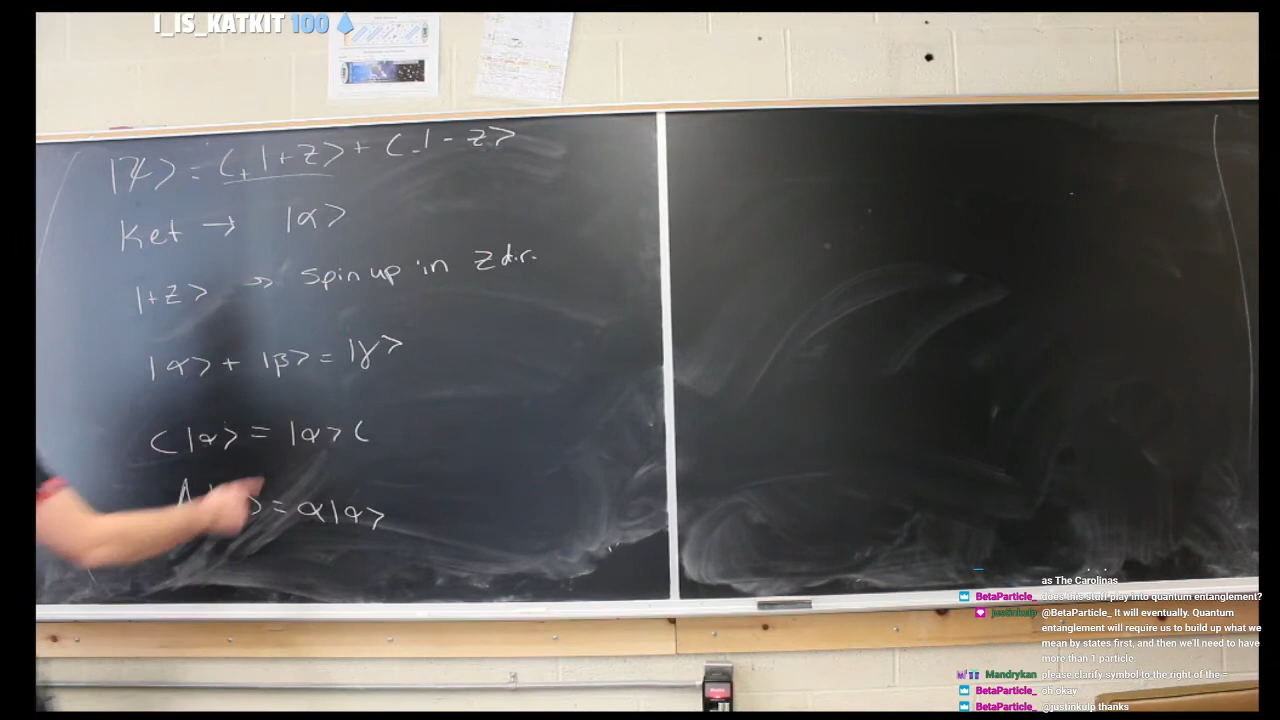 I_IS_KATKIT 100
|ψ⟩ = C₊|+z⟩ + C₋|-z⟩
Ket → |α⟩
|+z⟩ → Spin up in z dir.
|α⟩ + |β⟩ = |γ⟩
C|α⟩ = |α⟩C
A = α|α⟩
as The Carolinas
BetaParticle_ does this stuff play into quantum entanglement?
justinkulp @BetaParticle_ It will eventually. Quantum
entanglement will require us to build up what we
mean by states first, and then we'll need to have
more than 1 particle
Mandrykan please clarify symbol to the right of the =
BetaParticle_ oh okay
BetaParticle_ @justinkulp thanks